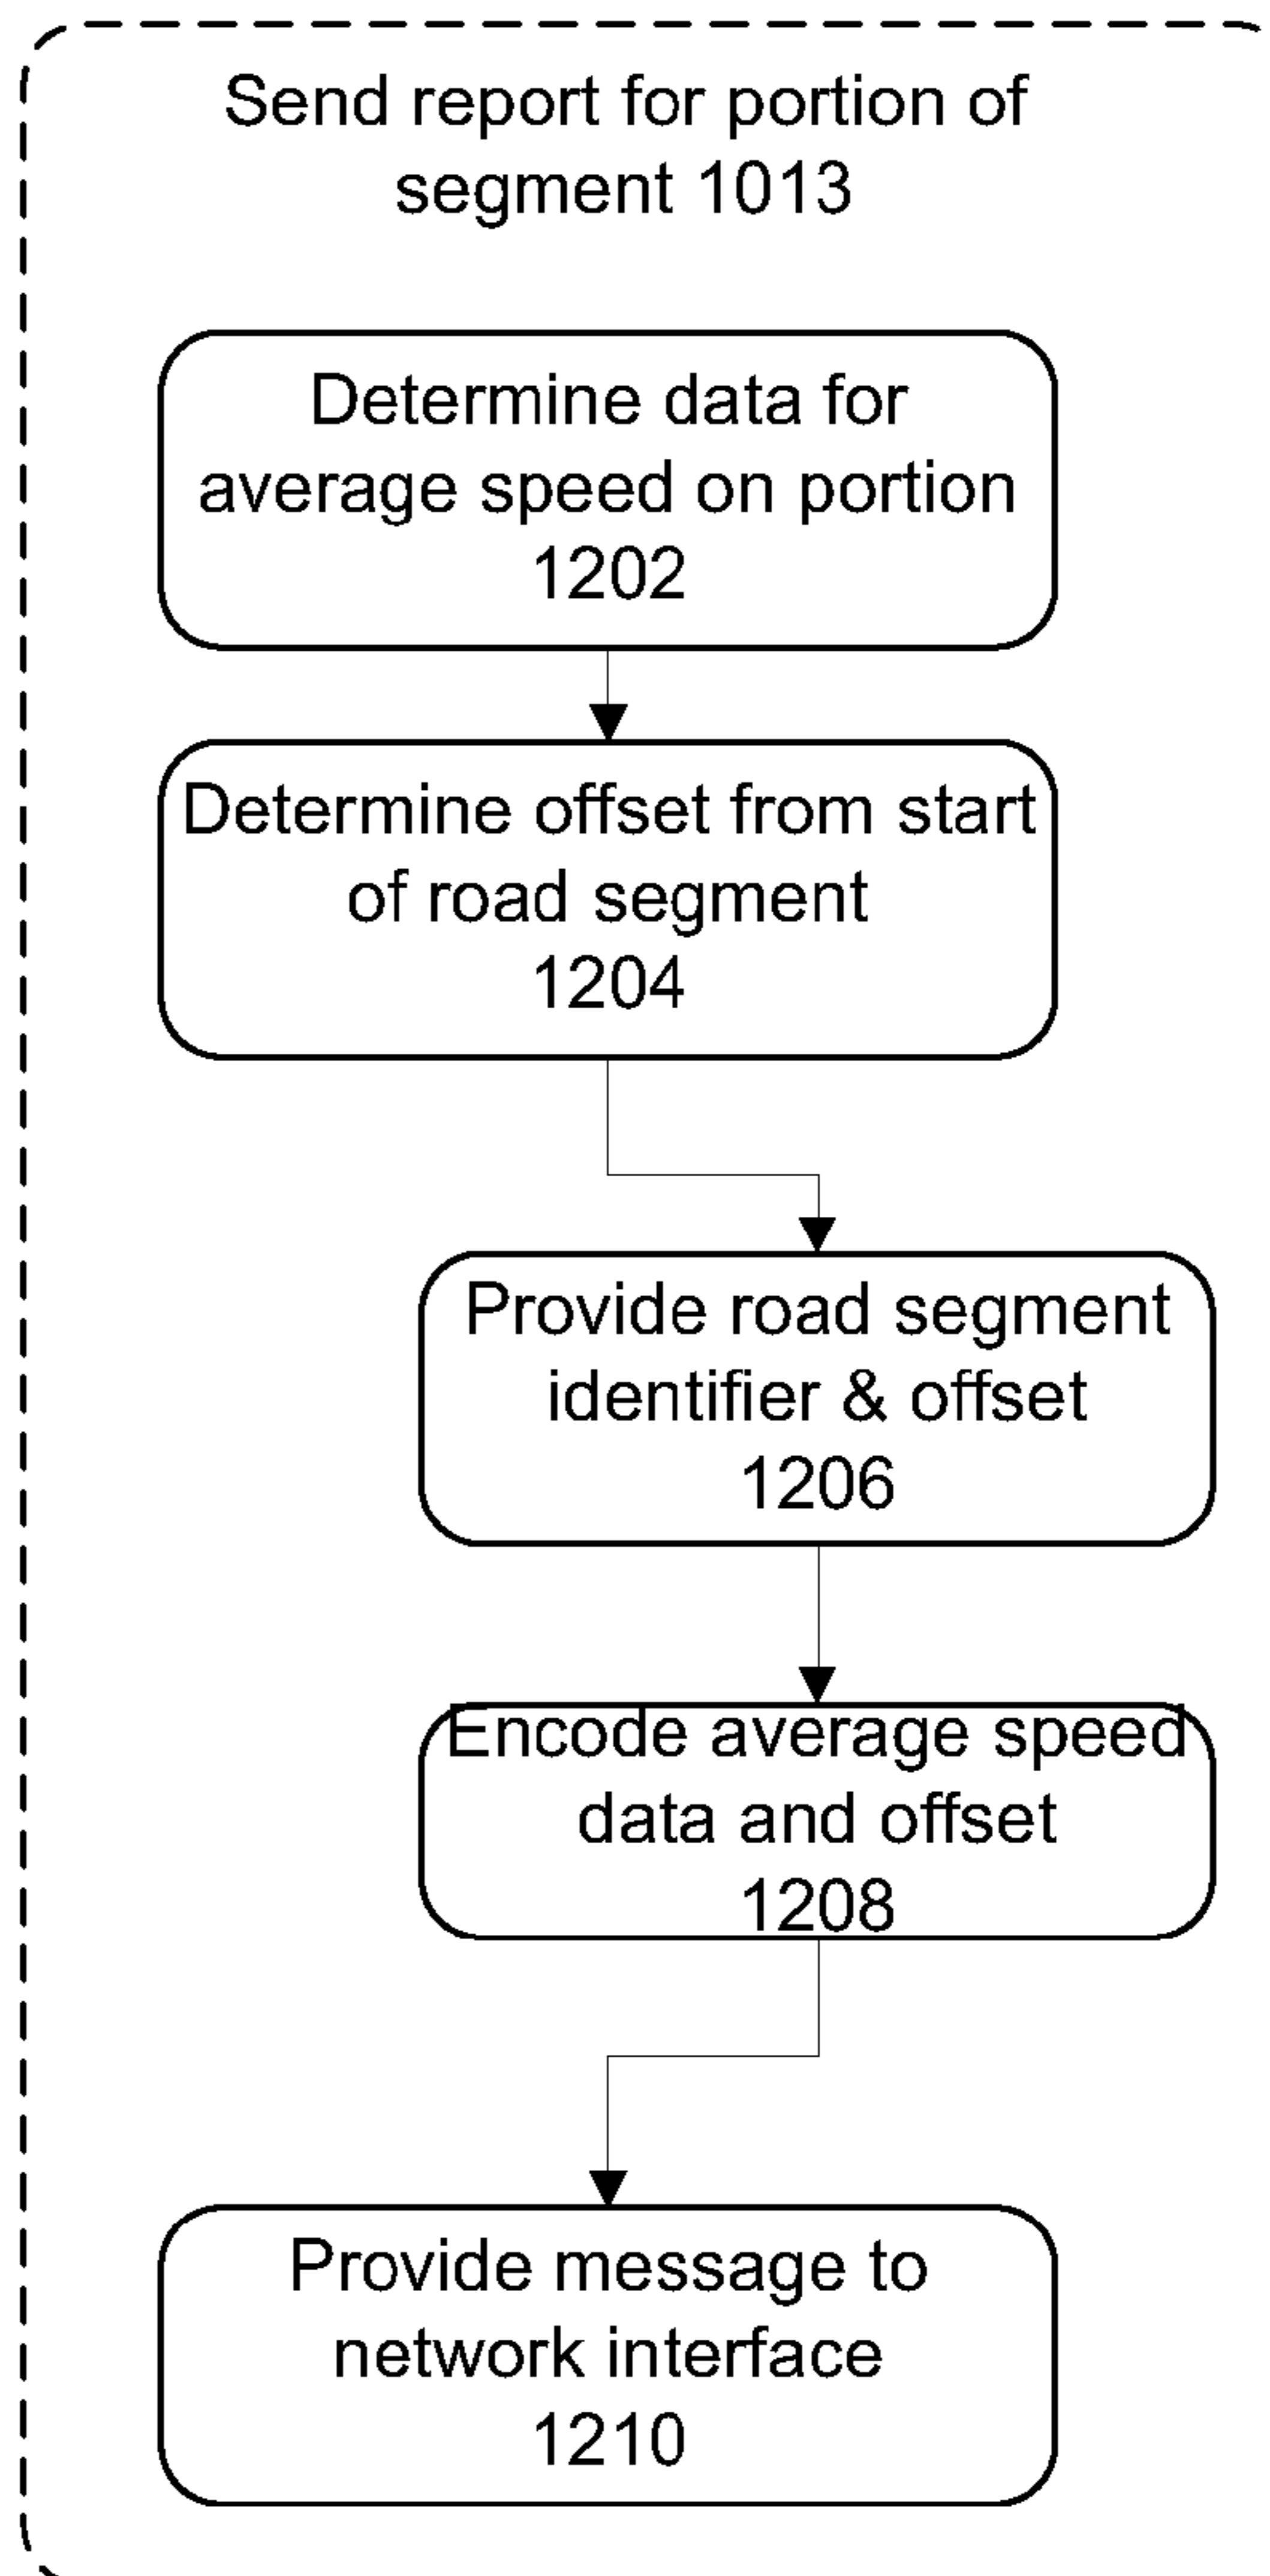 Send report for portion of
segment 1013
Determine data for
average speed on portion
1202
Determine offset from start
of road segment
1204
Provide road segment
identifier & offset
1206
Encode average speed
data and offset
1208
Provide message to
network interface
1210